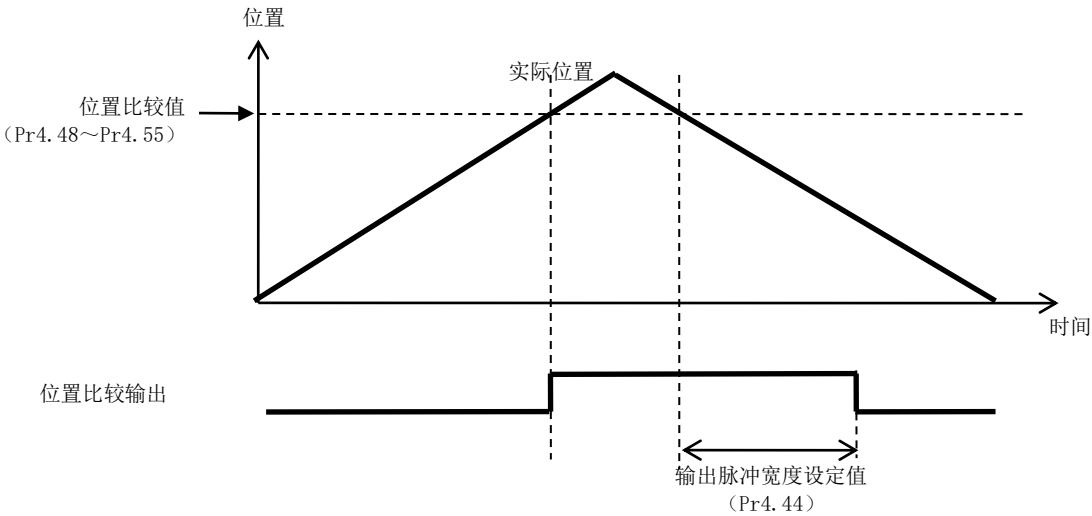 位置
实际位置
位置比较值
（Pr4.48～Pr4.55）
时间
位置比较输出
输出脉冲宽度设定值
（Pr4.44）